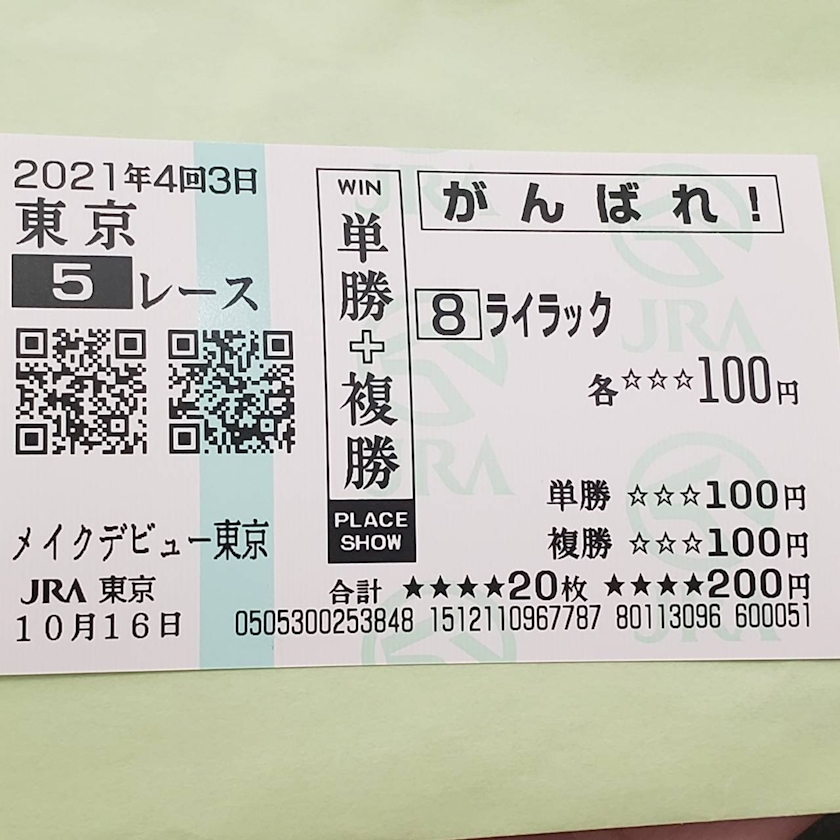 2021年4回3日
東京
5レース
メイクデビュー東京
JRA 東京
10月16日
WIN
単勝+複勝
PLACE
SHOW
がんばれ!
8ライラック
各☆☆☆100円
単勝 ☆☆☆100円
複勝 ☆☆☆100円
合計 ★★★★20枚 ★★★★200円
0505300253848 1512110967787 80113096 600051
JRA
JRA
JRA
JRA